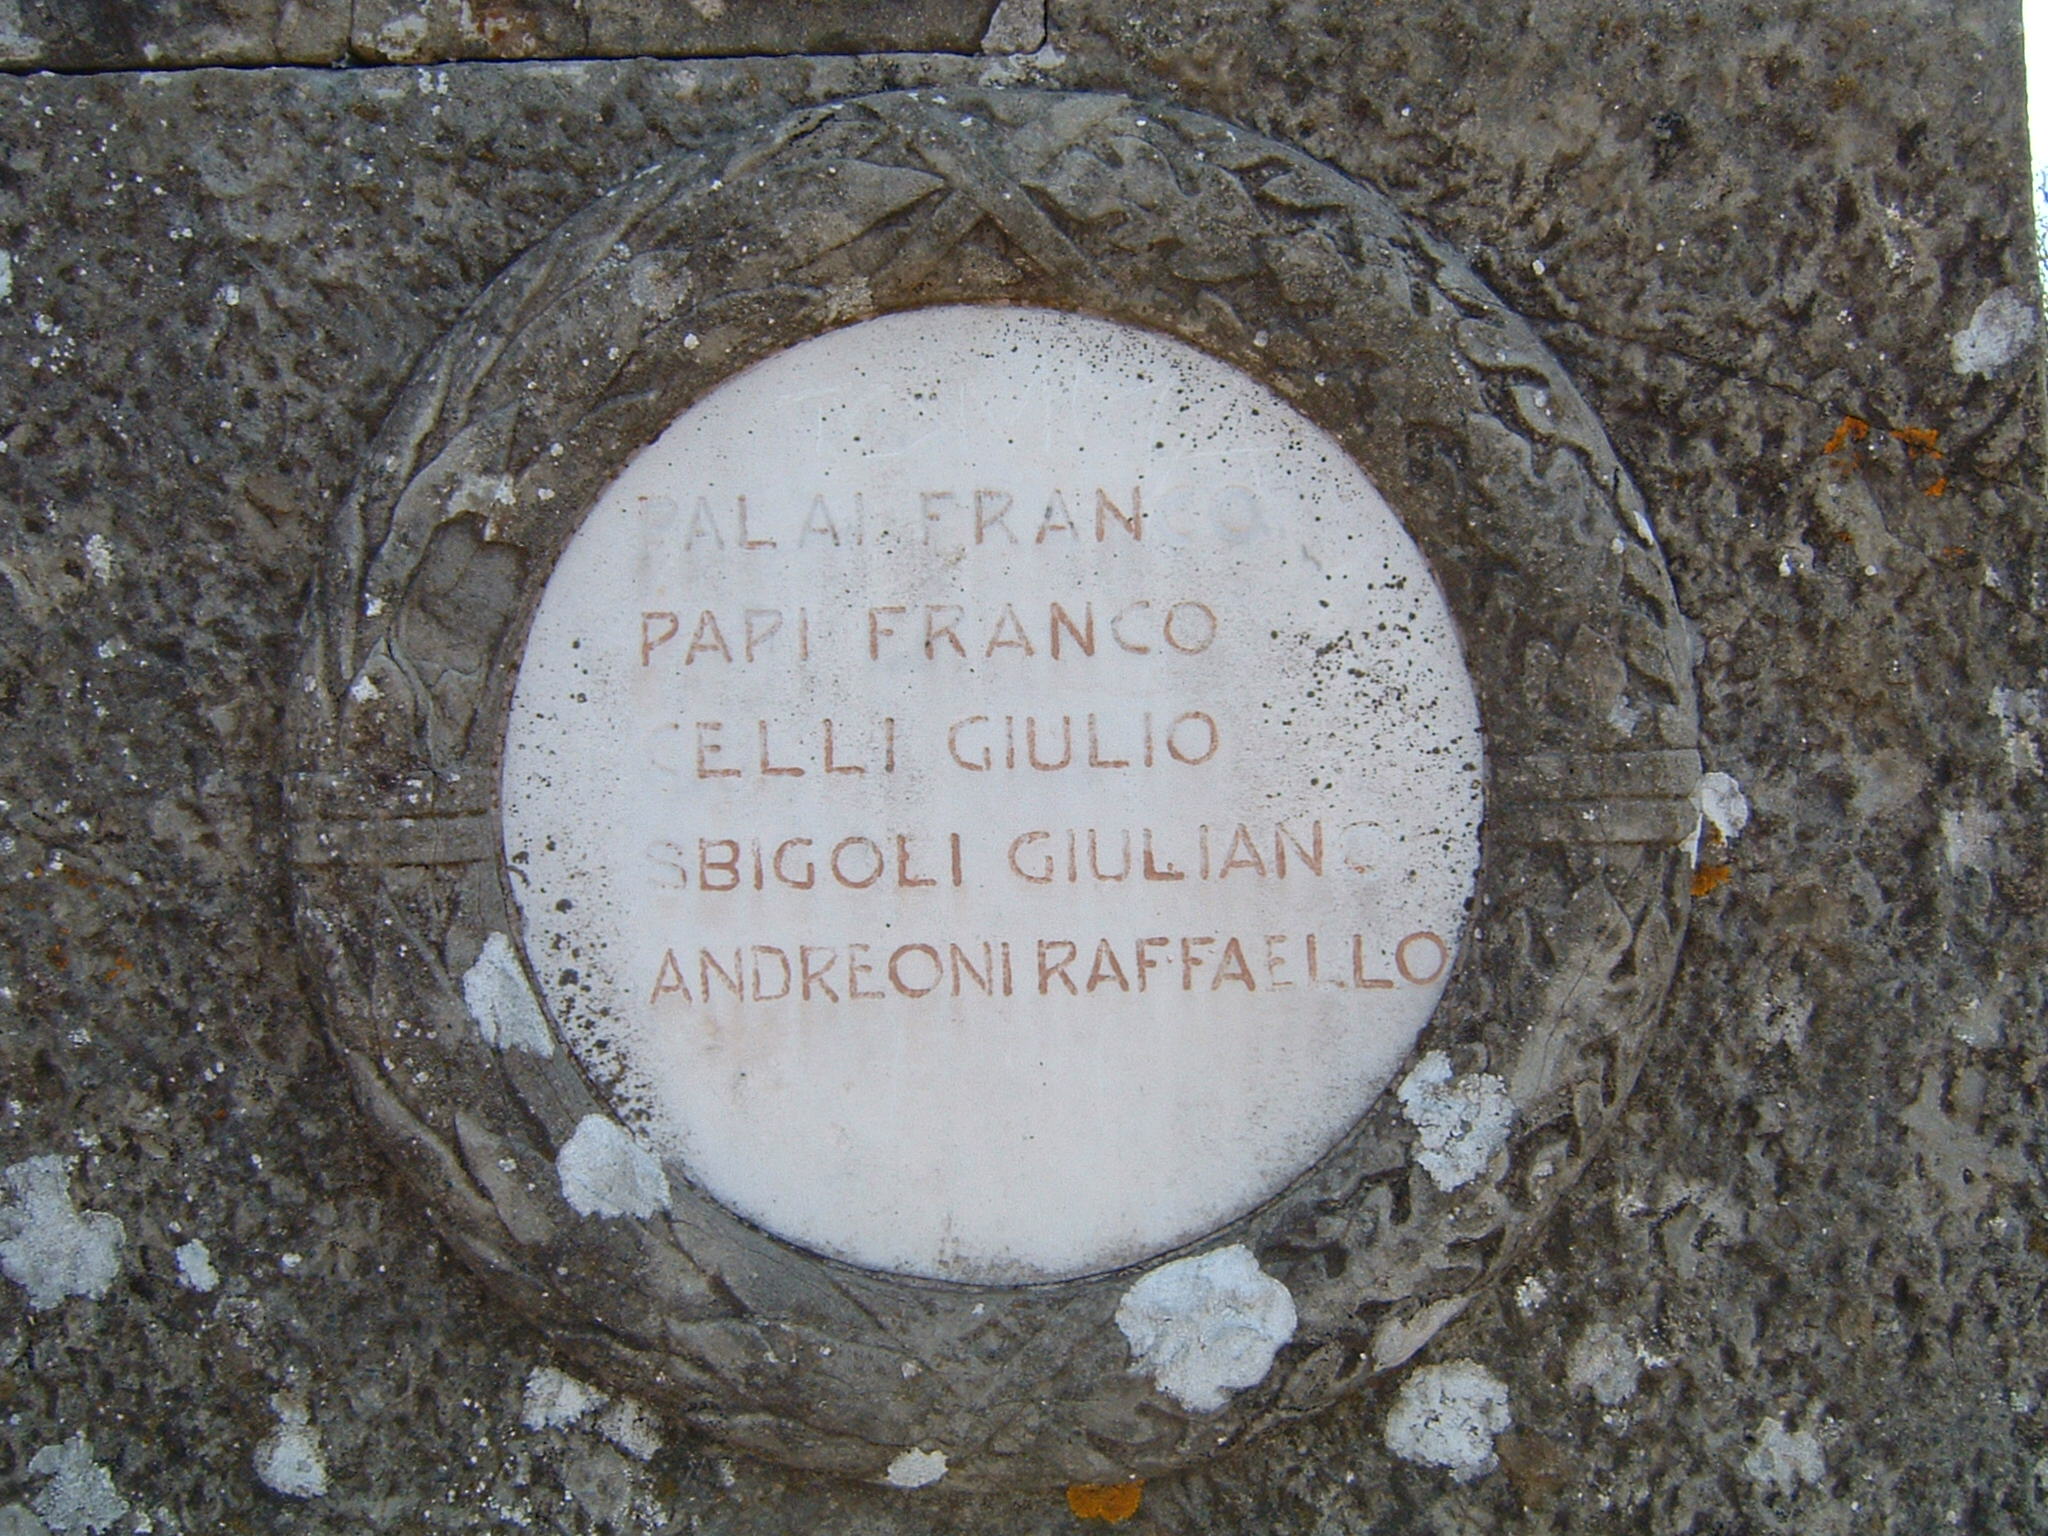 PALAI FRANCO
PAPI FRANCO
CELLI GIULIO
SBIGOLI GIULIANO
ANDREONI RAFFAELLO